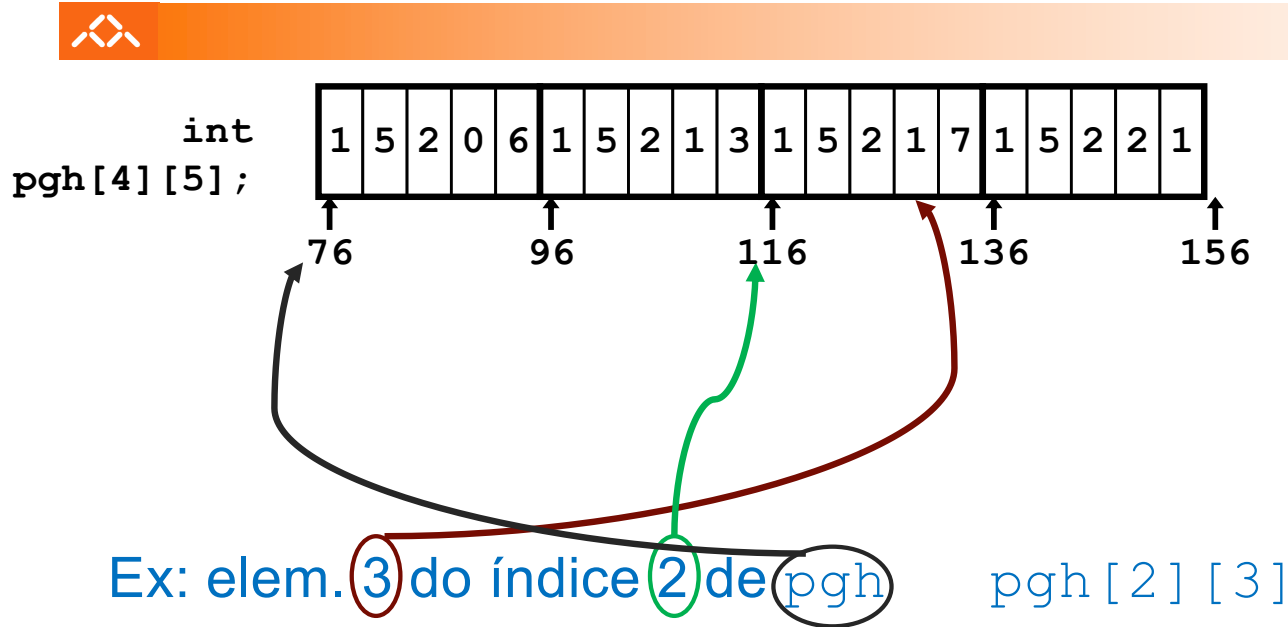 int
pgh[4][5];
1 5 2 0 6 1 5 2 1 3 1 5 2 1 7 1 5 2 2 1
76 96 116 136 156
Ex: elem. 3 do índice 2 de pgh pgh[2][3]